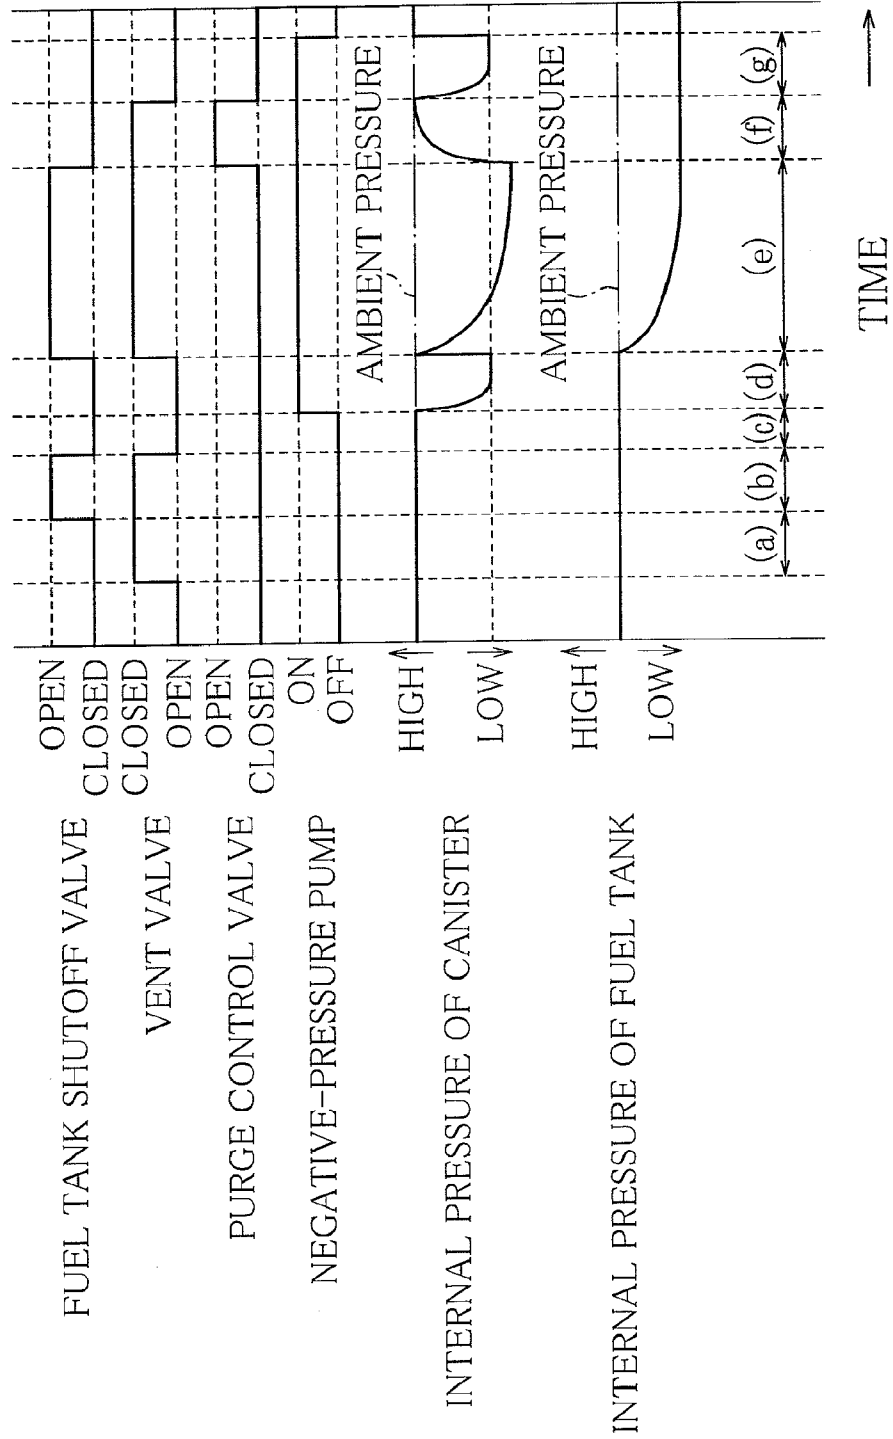 FUEL TANK SHUTOFF VALVE
OPEN
CLOSED
VENT VALVE
CLOSED
OPEN
PURGE CONTROL VALVE
OPEN
CLOSED
NEGATIVE-PRESSURE PUMP
ON
OFF
INTERNAL PRESSURE OF CANISTER
HIGH
LOW
AMBIENT PRESSURE
INTERNAL PRESSURE OF FUEL TANK
HIGH
LOW
AMBIENT PRESSURE
(a) (b) (c) (d) (e) (f) (g)
TIME